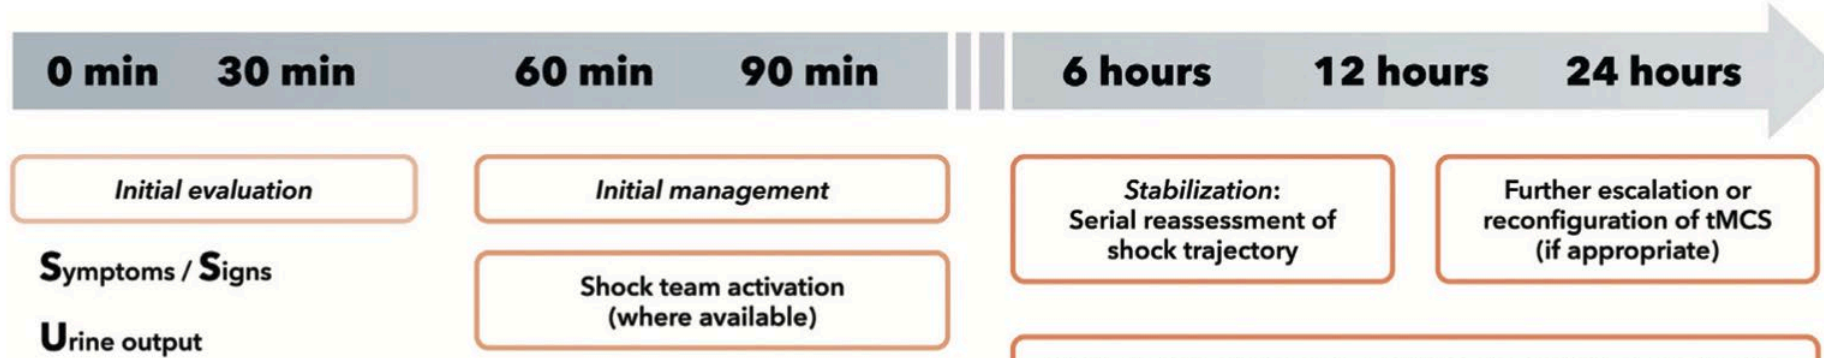 0 min 30 min 60 min 90 min 6 hours 12 hours 24 hours
Initial evaluation
Symptoms / Signs
Urine output
Initial management
Shock team activation
(where available)
Stabilization:
Serial reassessment of
shock trajectory
Further escalation or
reconfiguration of tMCS
(if appropriate)